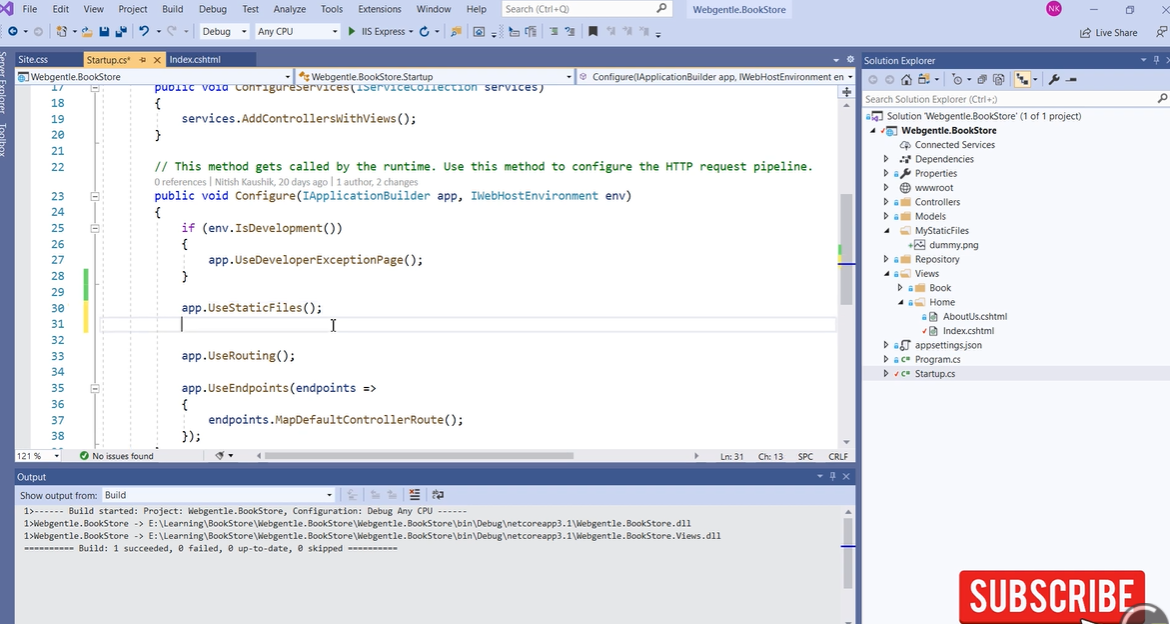 File Edit View Project Build Debug Test Analyze Tools Extensions Window Help Search (Ctrl+Q) Webgentle.BookStore NK
Debug Any CPU IIS Express Live Share
Server Explorer
Toolbox
Site.css Startup.cs* Index.cshtml
Webgentle.BookStore Webgentle.BookStore.Startup Configure(IApplicationBuilder app, IWebHostEnvironment en
17 public void ConfigureServices(IServiceCollection services)
18 {
19 services.AddControllersWithViews();
20 }
21
22 // This method gets called by the runtime. Use this method to configure the HTTP request pipeline.
0 references | Nitish Kaushik, 20 days ago | 1 author, 2 changes
23 public void Configure(IApplicationBuilder app, IWebHostEnvironment env)
24 {
25 if (env.IsDevelopment())
26 {
27 app.UseDeveloperExceptionPage();
28 }
29
30 app.UseStaticFiles();
31
32
33 app.UseRouting();
34
35 app.UseEndpoints(endpoints =>
36 {
37 endpoints.MapDefaultControllerRoute();
38 });
121 % No issues found Ln: 31 Ch: 13 SPC CRLF
Output
Show output from: Build
1>------ Build started: Project: Webgentle.BookStore, Configuration: Debug Any CPU ------
1>Webgentle.BookStore -> E:\Learning\BookStore\Webgentle.BookStore\Webgentle.BookStore\bin\Debug\netcoreapp3.1\Webgentle.BookStore.dll
1>Webgentle.BookStore -> E:\Learning\BookStore\Webgentle.BookStore\Webgentle.BookStore\bin\Debug\netcoreapp3.1\Webgentle.BookStore.Views.dll
========== Build: 1 succeeded, 0 failed, 0 up-to-date, 0 skipped ==========
Solution Explorer
Search Solution Explorer (Ctrl+;)
Solution 'Webgentle.BookStore' (1 of 1 project)
Webgentle.BookStore
Connected Services
Dependencies
Properties
wwwroot
Controllers
Models
MyStaticFiles
dummy.png
Repository
Views
Book
Home
AboutUs.cshtml
Index.cshtml
appsettings.json
Program.cs
Startup.cs
SUBSCRIBE